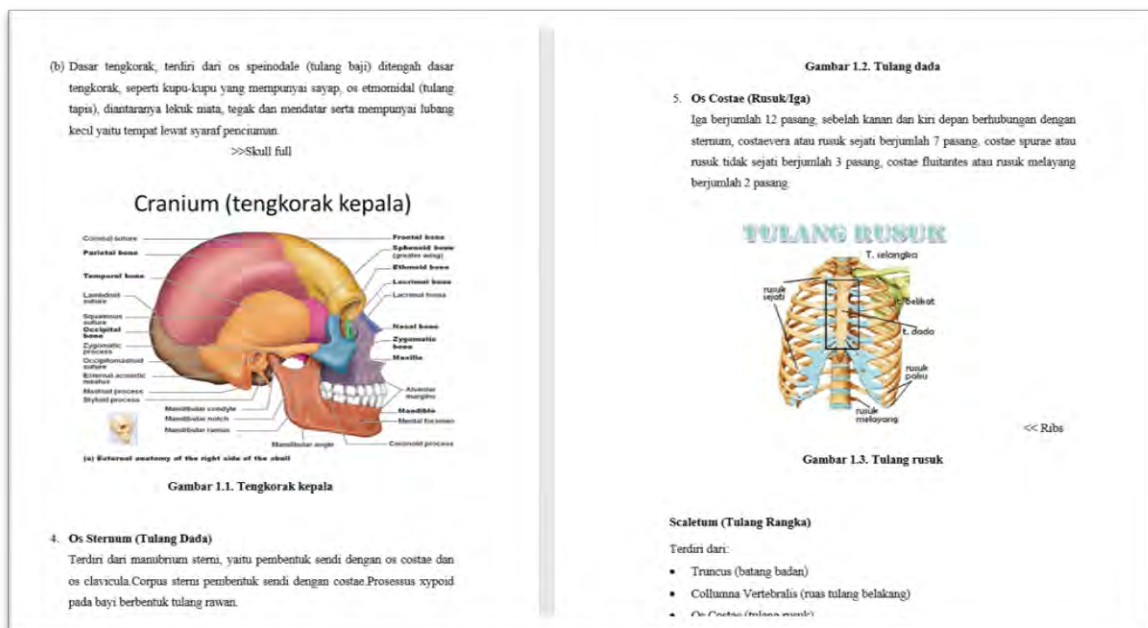 (b) Dasar tengkorak, terdiri dari os speinodale (tulang baji) ditengah dasar
tengkorak, seperti kupu-kupu yang mempunyai sayap, os etmomidal (tulang
tapis), diantaranya lekuk mata, tegak dan mendatar serta mempunyai lubang
kecil yaitu tempat lewat syaraf penciuman.
>>Skull full
Cranium (tengkorak kepala)
Coronal suture
Parietal bone
Temporal bone
Lambdoid
suture
Squamous
suture
Occipital
bone
Zygomatic
process
Occipitomastoid
suture
External acoustic
meatus
Mastoid process
Styloid process
Mandibular condyle
Mandibular notch
Mandibular ramus
Mandibular angle
Frontal bone
Sphenoid bone
(greater wing)
Ethmoid bone
Lacrimal bone
Lacrimal fossa
Nasal bone
Zygomatic
bone
Maxilla
Alveolar
margins
Mandible
Mental foramen
Coronoid process
(a) External anatomy of the right side of the skull
Gambar 1.1. Tengkorak kepala
4. Os Sternum (Tulang Dada)
Terdiri dari manubrium sterni, yaitu pembentuk sendi dengan os costae dan
os clavicula.Corpus sterni pembentuk sendi dengan costae.Prosessus xypoid
pada bayi berbentuk tulang rawan.
Gambar 1.2. Tulang dada
5. Os Costae (Rusuk/Iga)
Iga berjumlah 12 pasang, sebelah kanan dan kiri depan berhubungan dengan
sternum, costaevera atau rusuk sejati berjumlah 7 pasang, costae spurae atau
rusuk tidak sejati berjumlah 3 pasang, costae fluitantes atau rusuk melayang
berjumlah 2 pasang.
TULANG RUSUK
T. selangka
rusuk
sejati
t. belikat
t. dada
rusuk
palsu
rusuk
melayang
<< Ribs
Gambar 1.3. Tulang rusuk
Scaletum (Tulang Rangka)
Terdiri dari:
• Truncus (batang badan)
• Collumna Vertebralis (ruas tulang belakang)
• Os Costae (tulang rusuk)